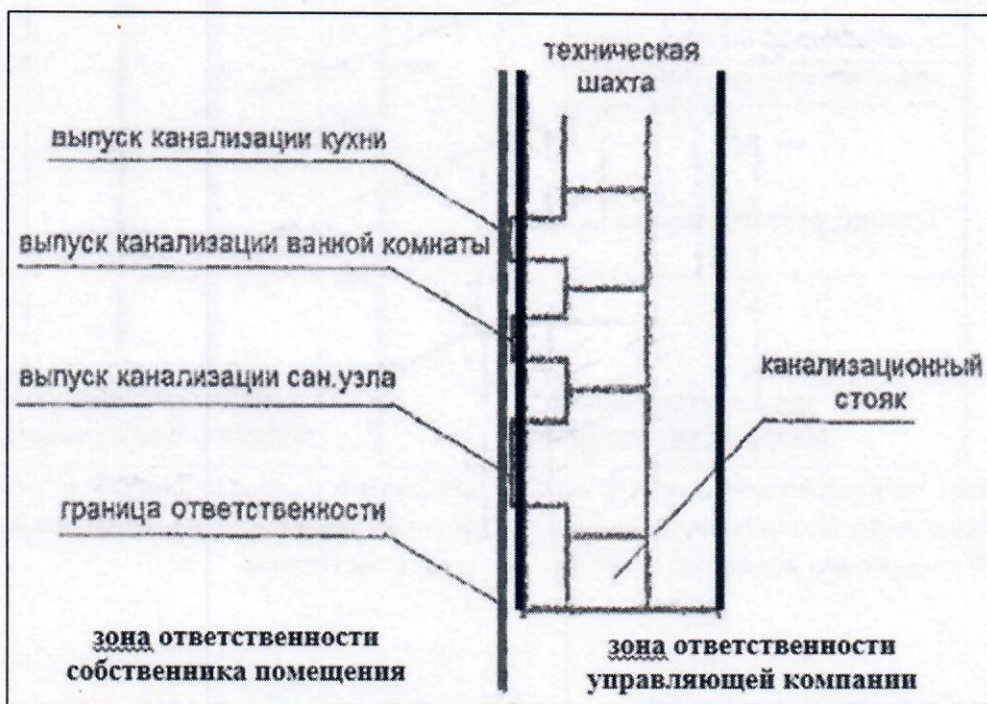 техническая
шахта
выпуск канализации кухни
выпуск канализации ванной комнаты
выпуск канализации сан.узла
канализационный
стояк
граница ответственности
зона ответственности
собственника помещения
зона ответственности
управляющей компании